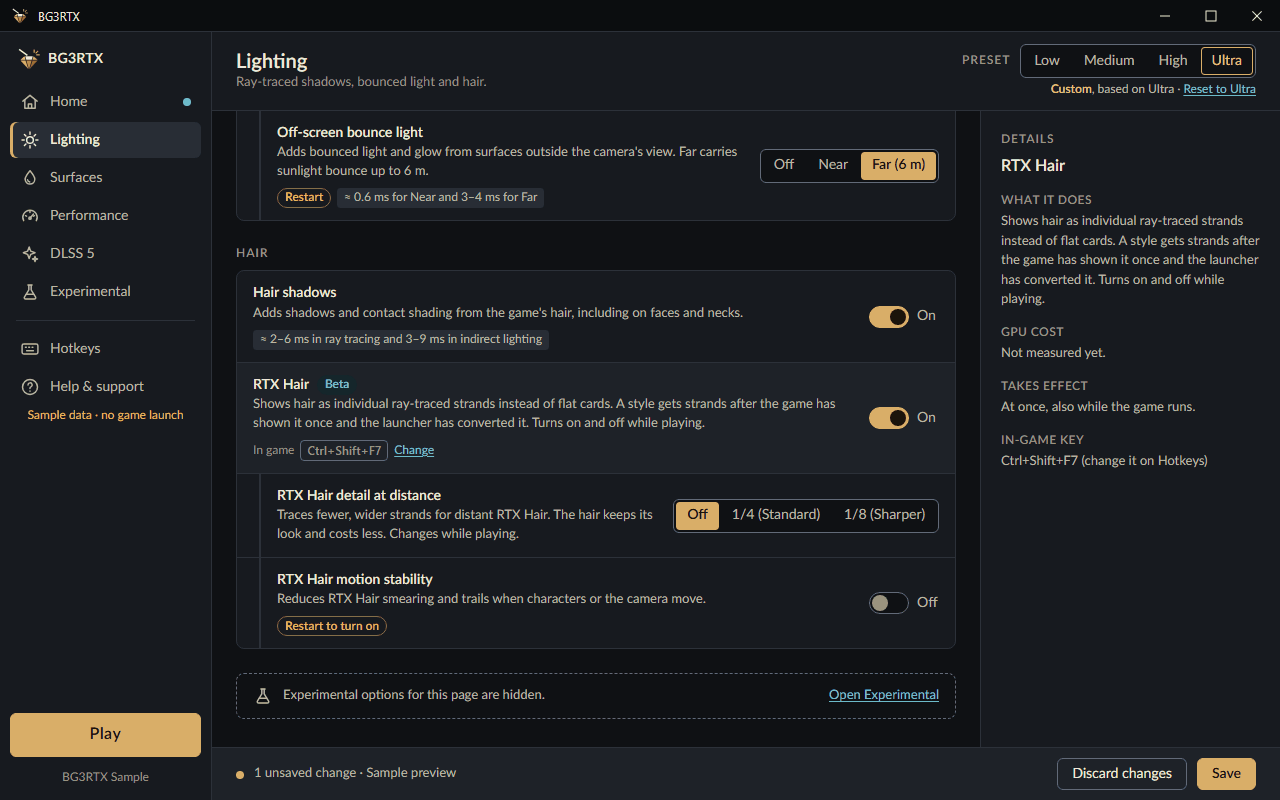 BG3RTX
BG3RTX
Home
Lighting
Surfaces
Performance
DLSS 5
Experimental
Hotkeys
Help & support
Sample data · no game launch
Play
BG3RTX Sample
Lighting
Ray-traced shadows, bounced light and hair.
PRESET
Low
Medium
High
Ultra
Custom, based on Ultra · Reset to Ultra
Off-screen bounce light
Adds bounced light and glow from surfaces outside the camera's view. Far carries
sunlight bounce up to 6 m.
Restart
≈ 0.6 ms for Near and 3–4 ms for Far
Off
Near
Far (6 m)
HAIR
Hair shadows
Adds shadows and contact shading from the game's hair, including on faces and necks.
≈ 2–6 ms in ray tracing and 3–9 ms in indirect lighting
On
RTX Hair Beta
Shows hair as individual ray-traced strands instead of flat cards. A style gets strands after the game has
shown it once and the launcher has converted it. Turns on and off while playing.
In game Ctrl+Shift+F7 Change
On
RTX Hair detail at distance
Traces fewer, wider strands for distant RTX Hair. The hair keeps its
look and costs less. Changes while playing.
Off
1/4 (Standard)
1/8 (Sharper)
RTX Hair motion stability
Reduces RTX Hair smearing and trails when characters or the camera move.
Restart to turn on
Off
Experimental options for this page are hidden.
Open Experimental
DETAILS
RTX Hair
WHAT IT DOES
Shows hair as individual ray-traced strands
instead of flat cards. A style gets strands after
the game has shown it once and the launcher
has converted it. Turns on and off while
playing.
GPU COST
Not measured yet.
TAKES EFFECT
At once, also while the game runs.
IN-GAME KEY
Ctrl+Shift+F7 (change it on Hotkeys)
1 unsaved change · Sample preview
Discard changes
Save